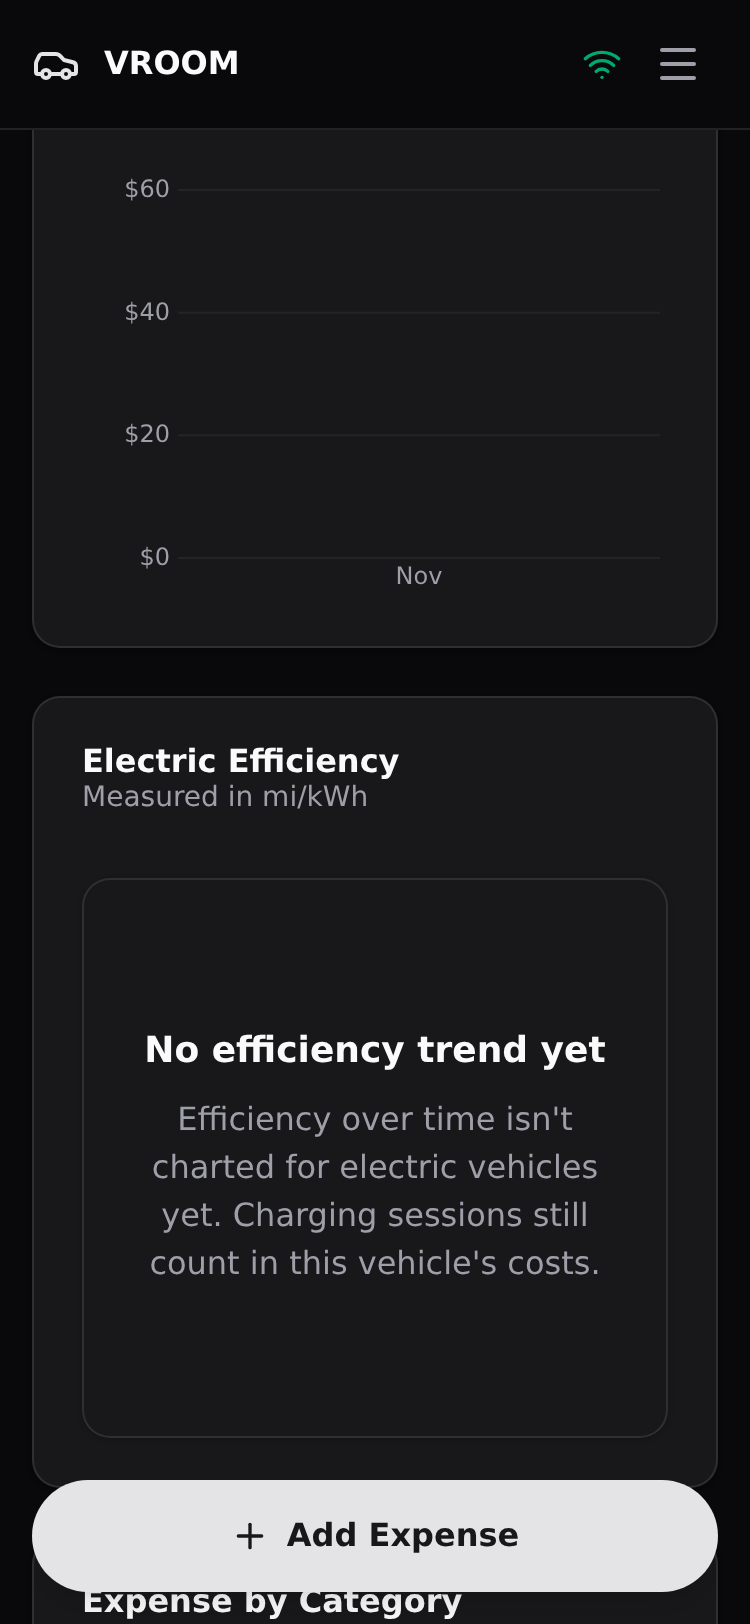 VROOM
$60
$40
$20
$0
Nov
Electric Efficiency
Measured in mi/kWh
No efficiency trend yet
Efficiency over time isn't
charted for electric vehicles
yet. Charging sessions still
count in this vehicle's costs.
Add Expense
Expense by Category